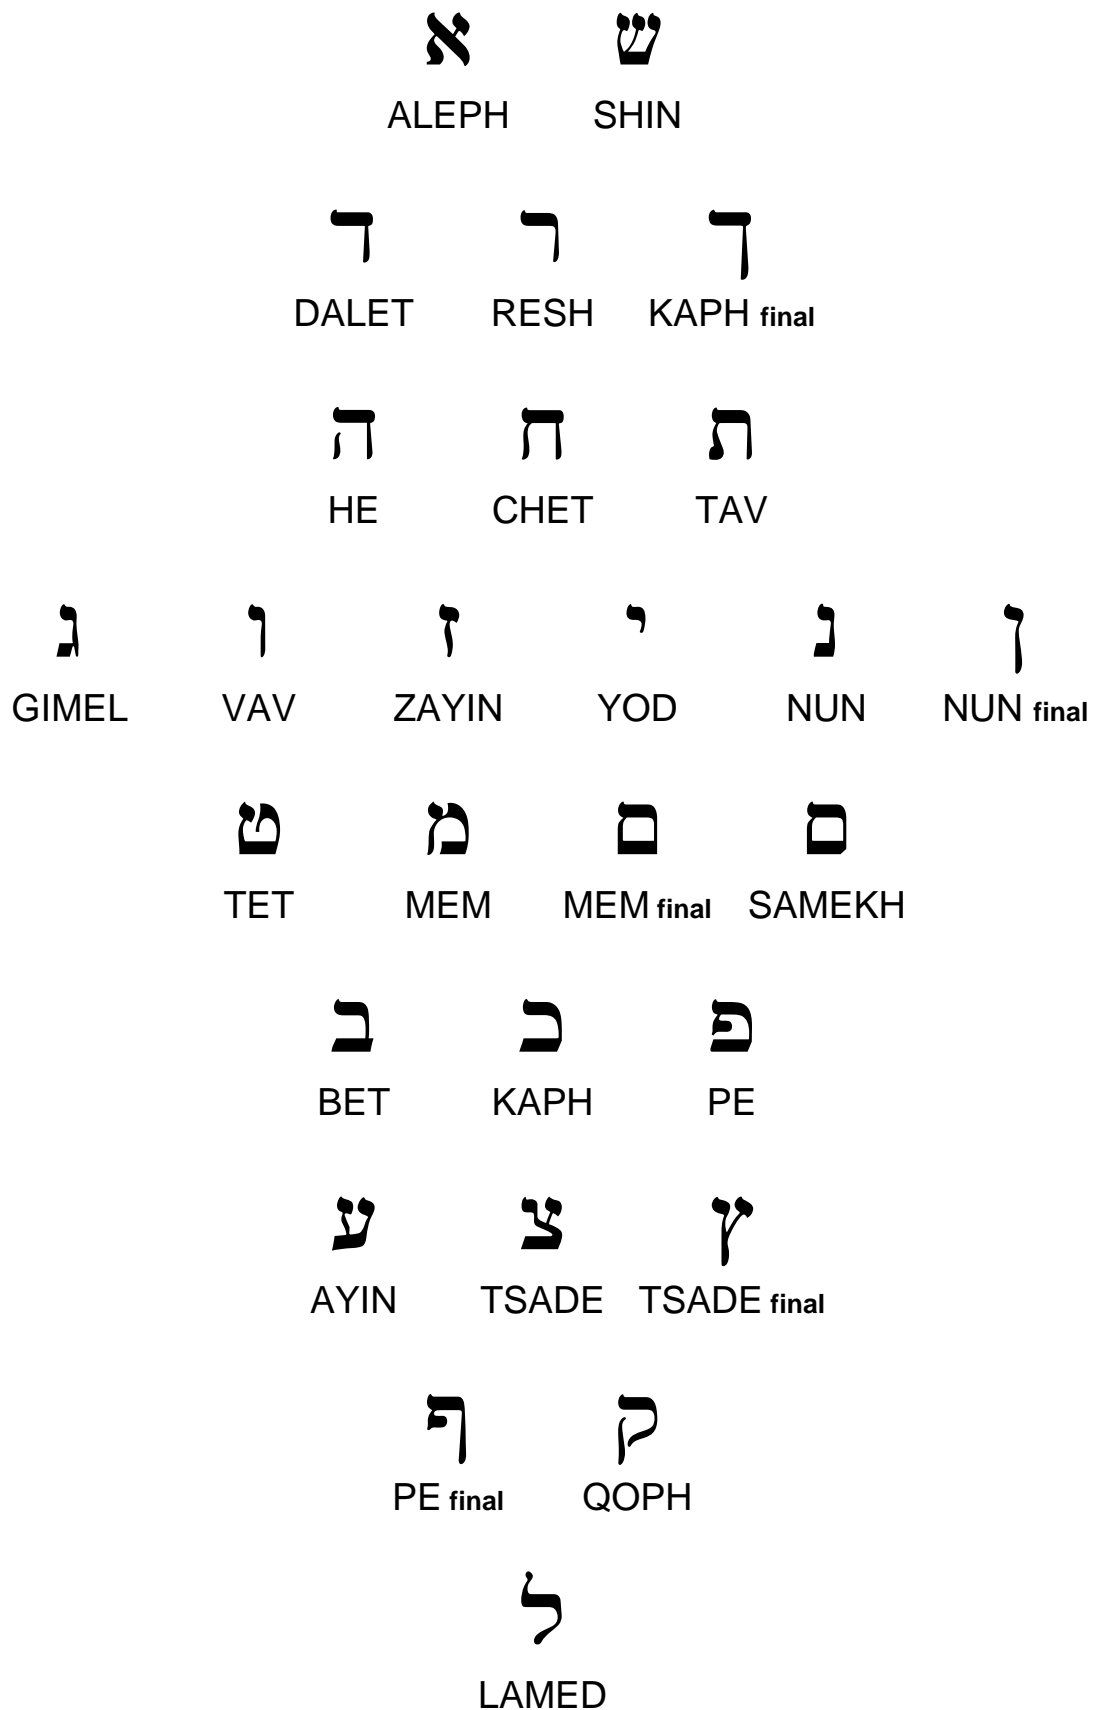 א ש
ALEPH SHIN
ד ר ך
DALET RESH KAPH final
ה ח ת
HE CHET TAV
ג ו ז י נ ן
GIMEL VAV ZAYIN YOD NUN NUN final
ט מ ם ס
TET MEM MEM final SAMEKH
ב כ פ
BET KAPH PE
ע צ ץ
AYIN TSADE TSADE final
ף ק
PE final QOPH
ל
LAMED